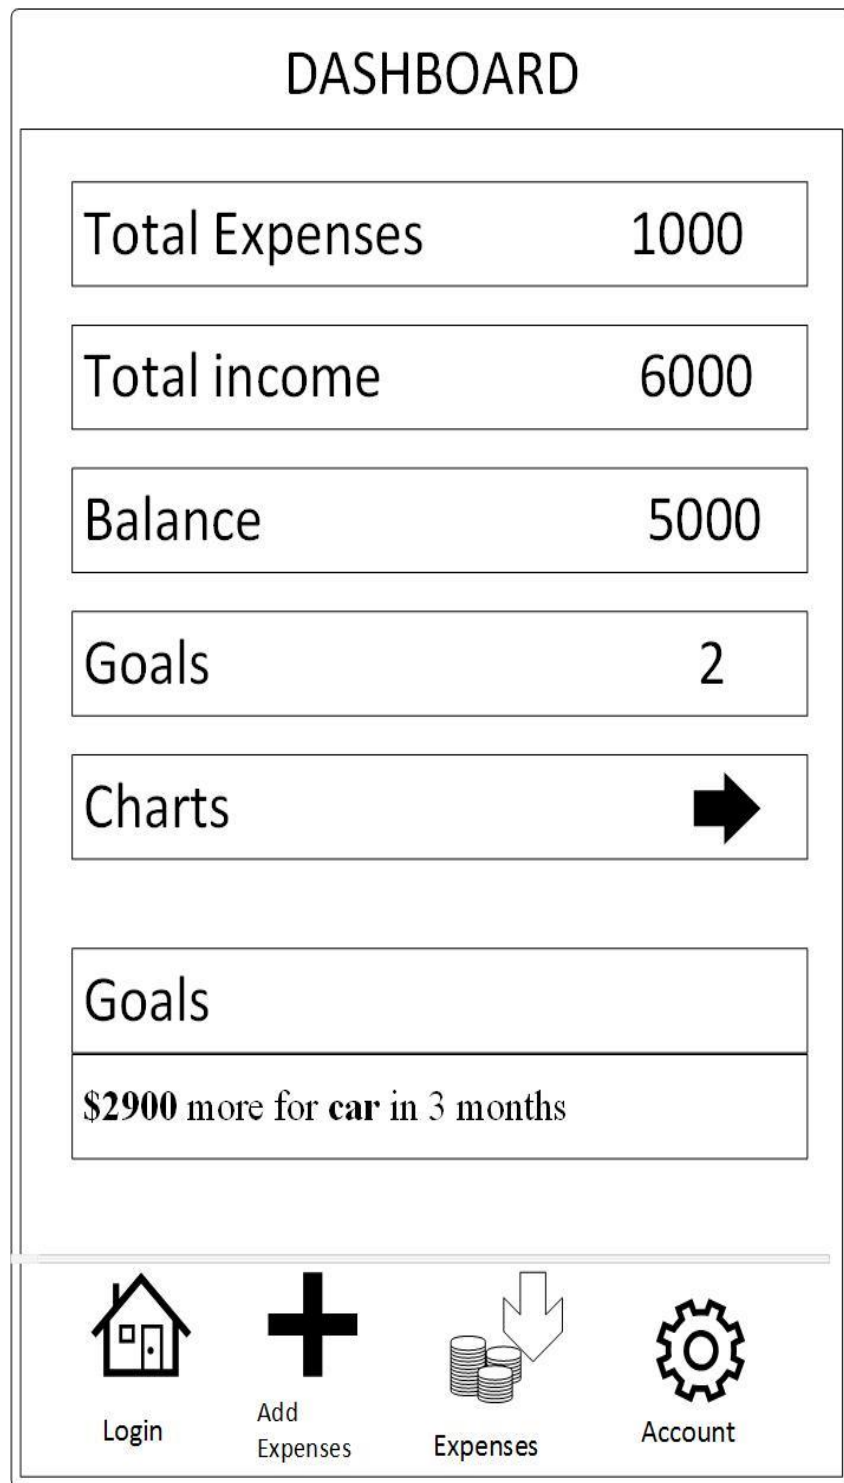 DASHBOARD
Total Expenses 1000
Total income 6000
Balance 5000
Goals 2
Charts
Goals
$2900 more for car in 3 months
Login
Add
Expenses
Expenses
Account